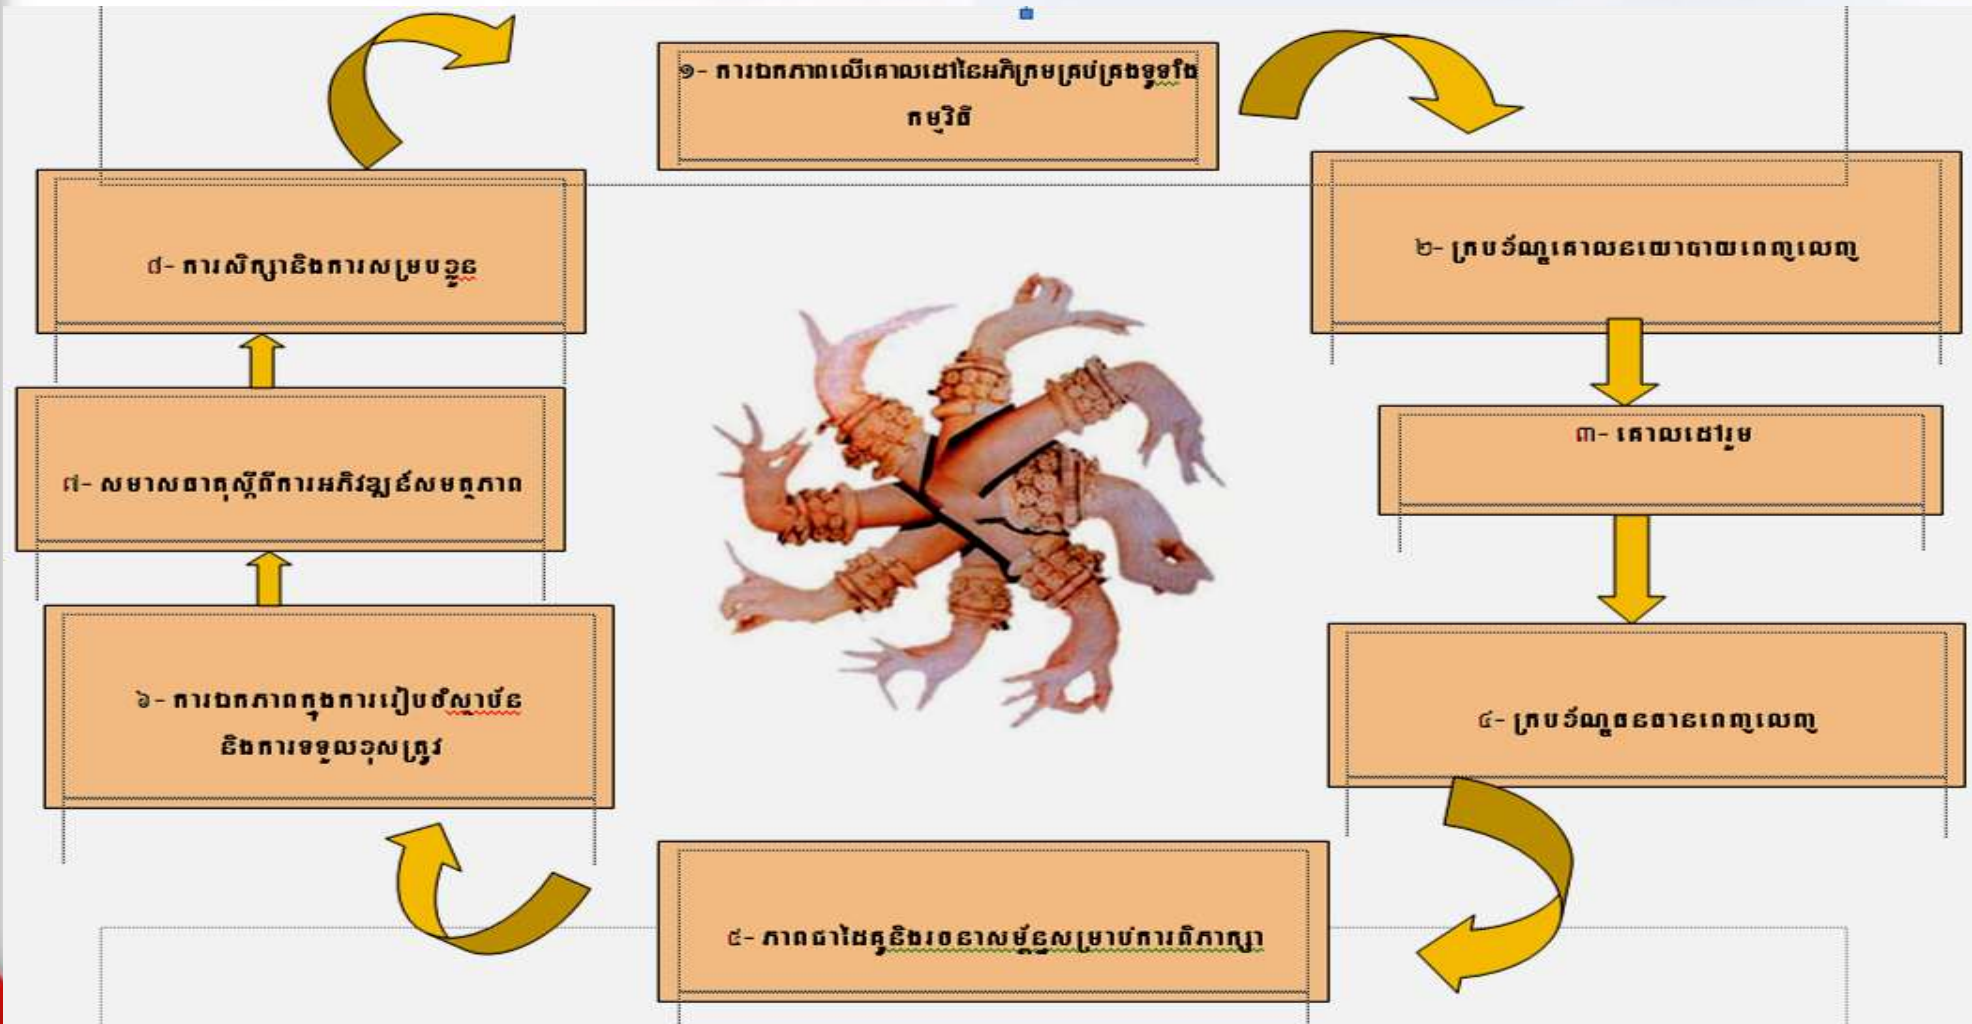 ១- ការឯកភាពលើគោលដៅនៃអភិក្រមគ្រប់គ្រងទូទាំង
កម្មវិធី
២- ក្របខ័ណ្ឌគោលនយោបាយពេញលេញ
៣- គោលដៅរួម
៤- ក្របខ័ណ្ឌធនធានពេញលេញ
៥- ភាពជាដៃគូនិងរចនាសម្ព័ន្ធសម្រាប់ការពិភាក្សា
៦- ការឯកភាពក្នុងការរៀបចំស្ថាប័ន
និងការទទួលខុសត្រូវ
៧- សមាសធាតុស្តីពីការអភិវឌ្ឍន៍សមត្ថភាព
៨- ការសិក្សានិងការសម្របខ្លួន